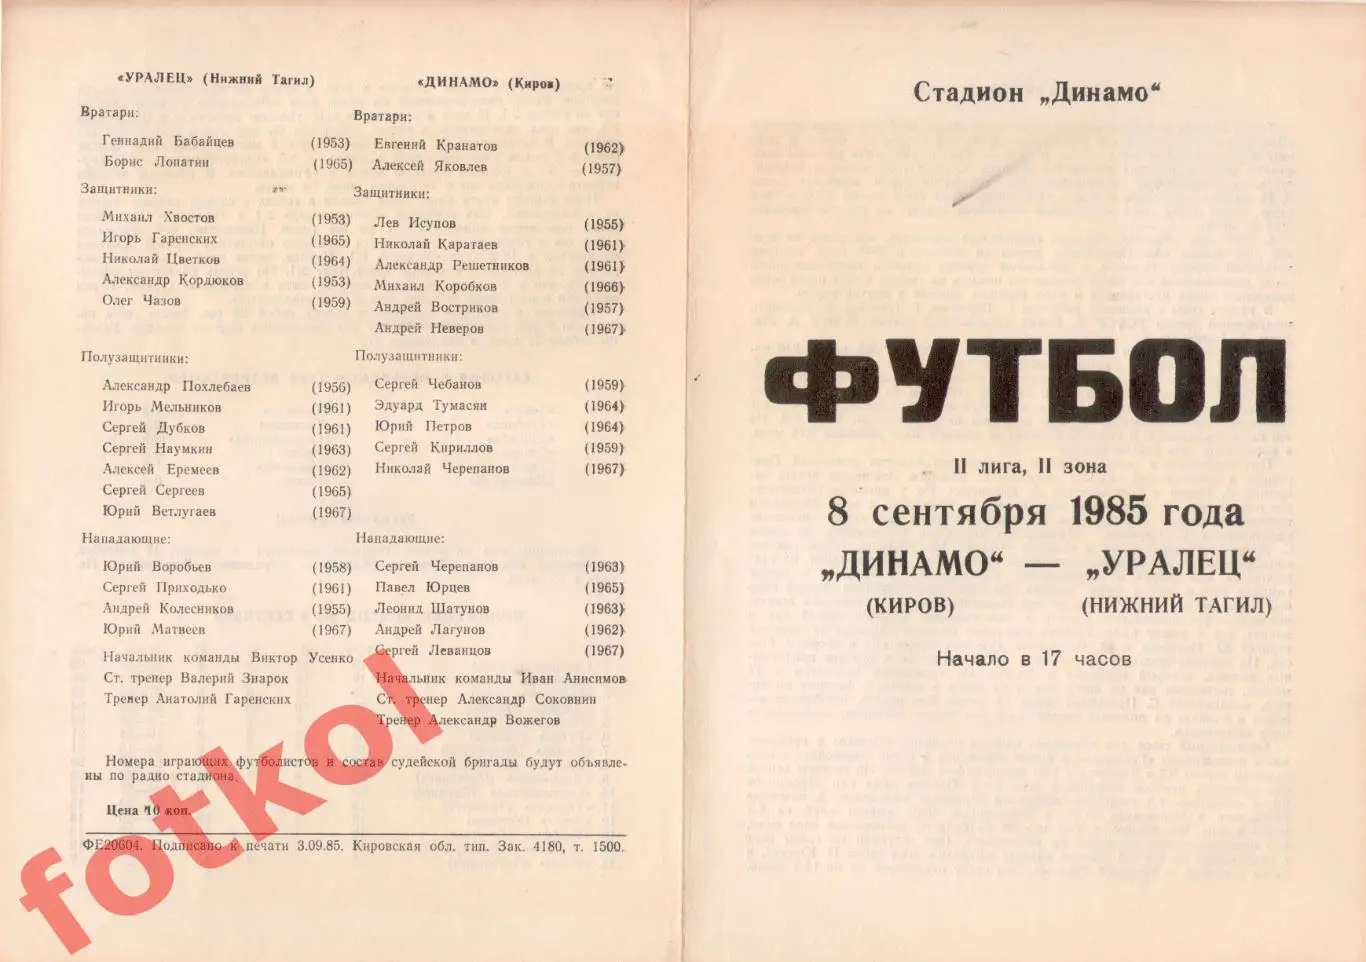 «УРАЛЕЦ» (Нижний Тагил)
Вратари:
Геннадий Бабайцев (1953)
Борис Лопатин (1965)
Защитники:
Михаил Хвостов (1953)
Игорь Гаренских (1965)
Николай Цветков (1964)
Александр Кордюков (1953)
Олег Чазов (1959)
Полузащитники:
Александр Похлебаев (1956)
Игорь Мельников (1961)
Сергей Дубков (1961)
Сергей Наумкин (1963)
Алексей Еремеев (1962)
Сергей Сергеев (1965)
Юрий Ветлугаев (1967)
Нападающие:
Юрий Воробьев (1958)
Сергей Приходько (1961)
Андрей Колесников (1955)
Юрий Матвеев (1967)
Начальник команды Виктор Усенко
Ст. тренер Валерий Зиарок
Тренер Анатолий Гаренских
«ДИНАМО» (Киров)
Вратари:
Евгений Кранатов (1962)
Алексей Яковлев (1957)
Защитники:
Лев Исупов (1955)
Николай Каратаев (1961)
Александр Решетников (1961)
Михаил Коробков (1966)
Андрей Востриков (1957)
Андрей Неверов (1967)
Полузащитники:
Сергей Чебанов (1959)
Эдуард Тумасян (1964)
Юрий Петров (1964)
Сергей Кириллов (1959)
Николай Черепанов (1967)
Нападающие:
Сергей Черепанов (1963)
Павел Юрцев (1965)
Леонид Шатунов (1963)
Андрей Лагунов (1962)
Сергей Леванцов (1967)
Начальник команды Иван Анисимов
Ст. тренер Александр Соковнин
Тренер Александр Вожегов
Номера играющих футболистов и состав судейской бригады будут объявле-
ны по радио стадиона.
Цена 10 коп.
ФЕ20604. Подписано к печати 3.09.85. Кировская обл. тип. Зак. 4180, т. 1500.
fotkol
Стадион „Динамо“
ФУТБОЛ
II лига, II зона
8 сентября 1985 года
„ДИНАМО“ — „УРАЛЕЦ“
(КИРОВ) (НИЖНИЙ ТАГИЛ)
Начало в 17 часов